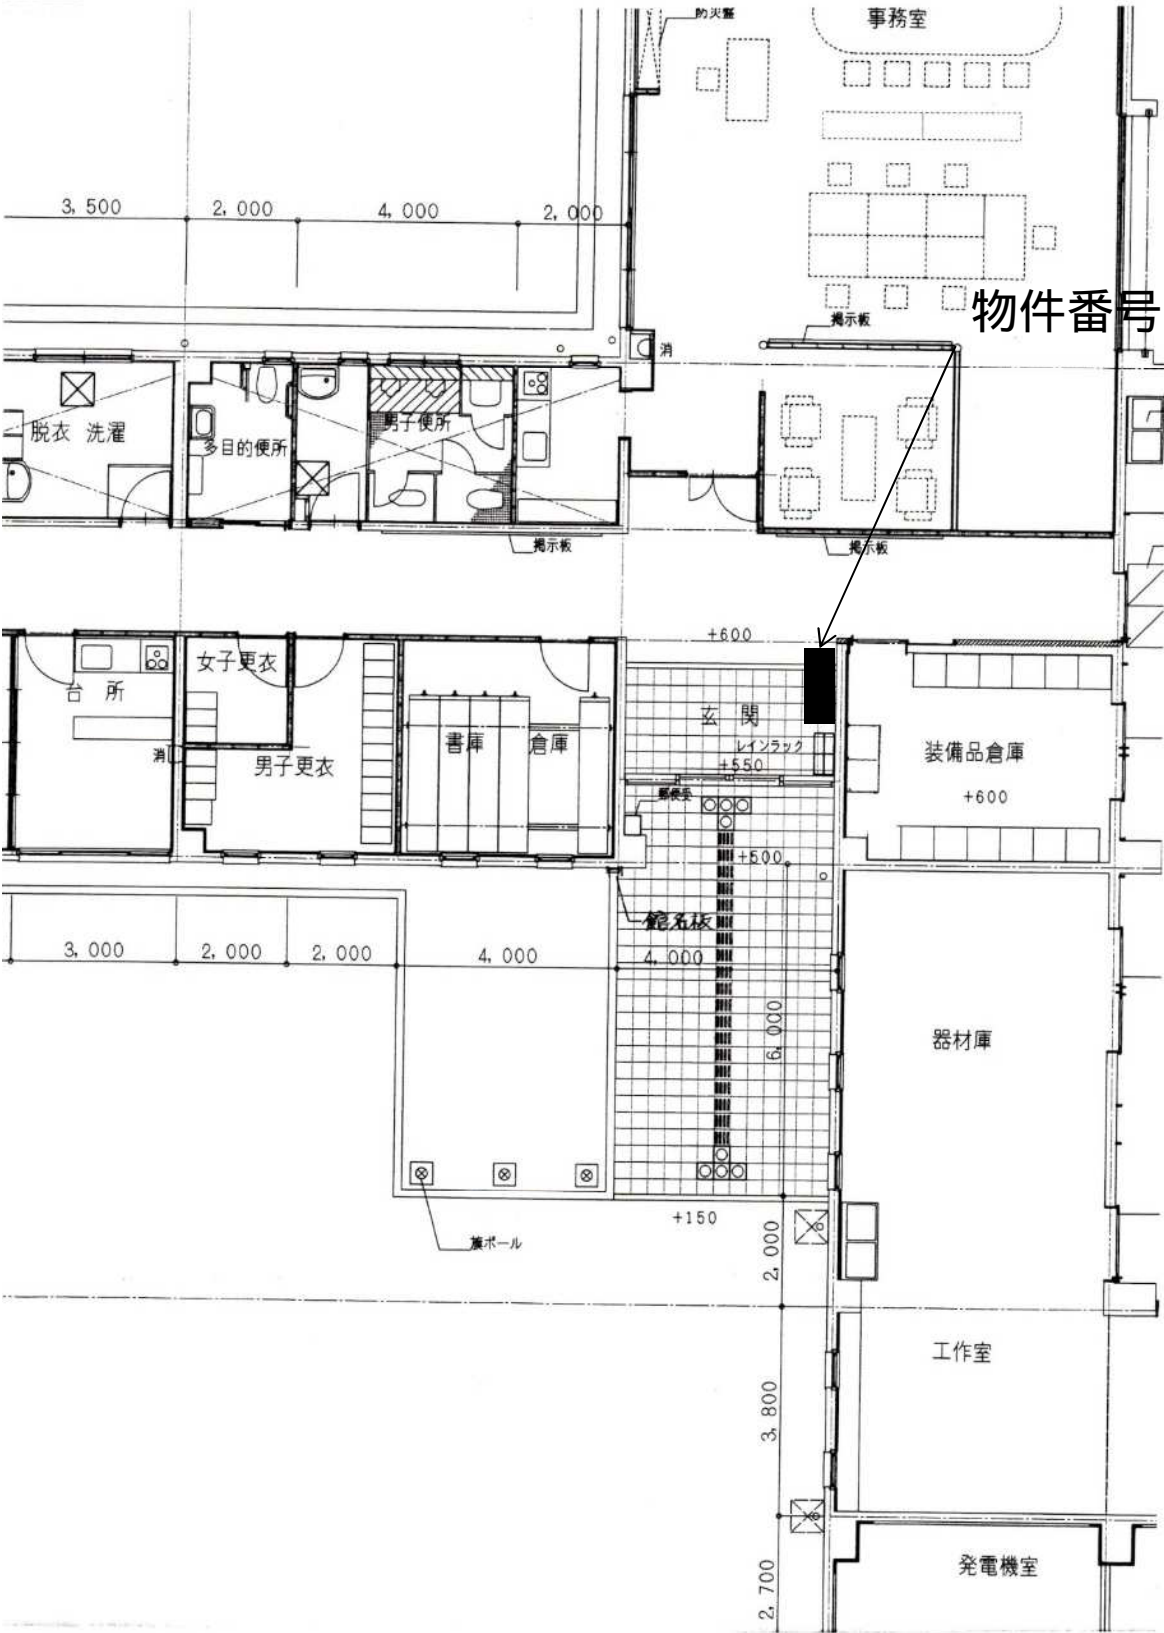 防災盤
事務室
3,500
2,000
4,000
2,000
物件番号
掲示板
消
脱衣 洗濯
多目的便所
男子便所
掲示板
掲示板
+600
女子更衣
台 所
玄 関
書庫
倉庫
レインラック
装備品倉庫
消
男子更衣
+550
郵便受
+600
+500
館名板
3,000
2,000
2,000
4,000
4,000
6,000
器材庫
+150
旗ポール
2,000
工作室
3,800
発電機室
2,700